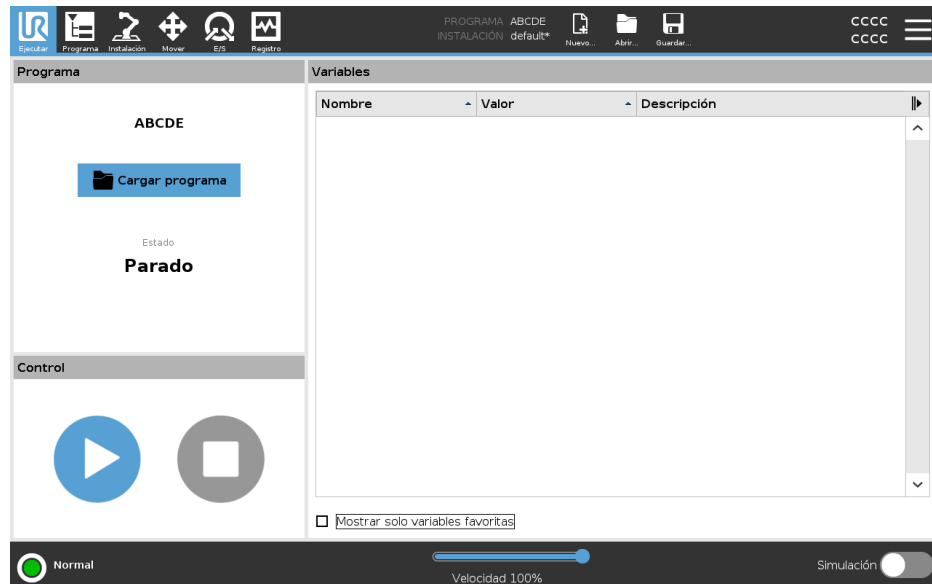 UR
PROGRAMA ABCDE
INSTALACIÓN default*
CCCC
CCCC
Ejecutar Programa Instalación Mover E/S Registro
Nuevo... Abrir... Guardar...
Programa
Variables
Nombre Valor Descripción
ABCDE
Cargar programa
Estado
Parado
Control
Mostrar solo variables favoritas
Normal
Velocidad 100%
Simulación